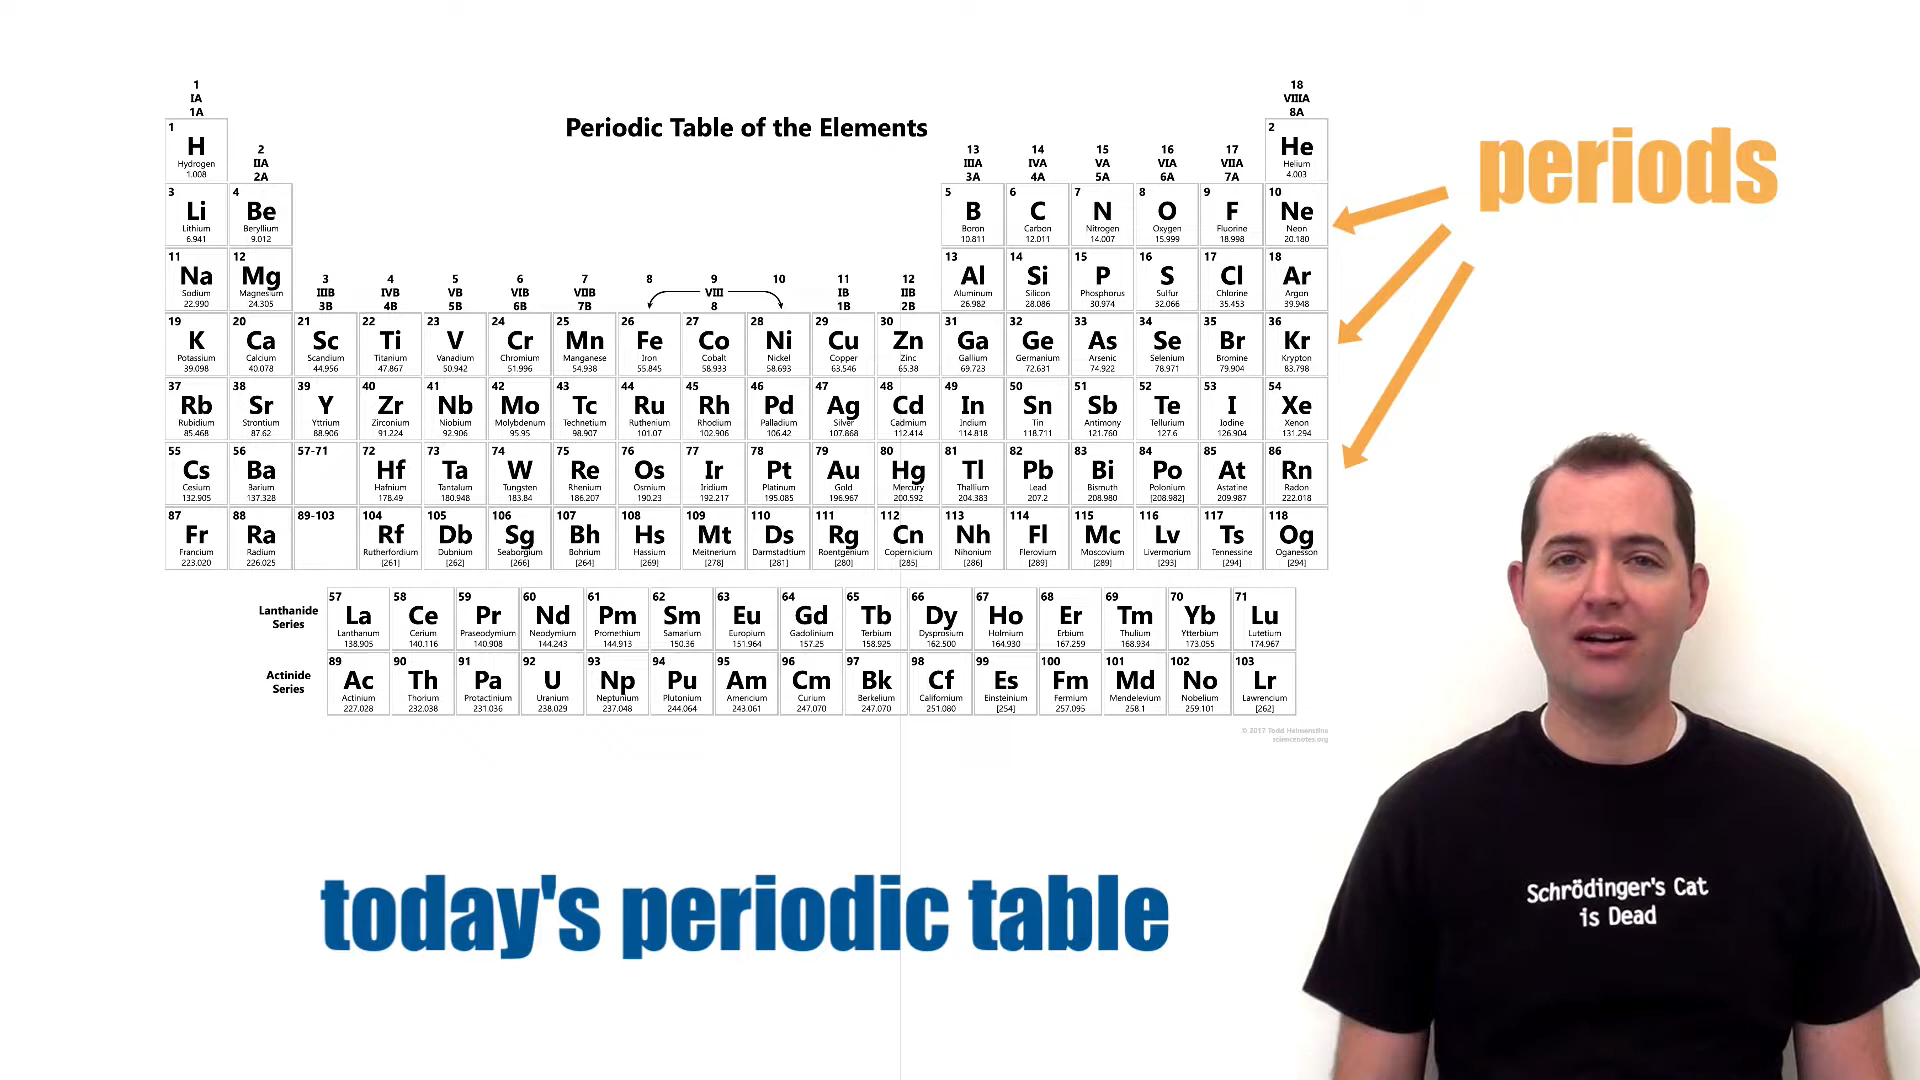 Periodic Table of the Elements
1
IA
1A
18
VIIIA
8A
1
H
Hydrogen
1.008
2
IIA
2A
13
IIIA
3A
14
IVA
4A
15
VA
5A
16
VIA
6A
17
VIIA
7A
2
He
Helium
4.003
periods
3 4 5 6 7 8 9 10
Li Be B C N O F Ne
Lithium Beryllium Boron Carbon Nitrogen Oxygen Fluorine Neon
6.941 9.012 10.811 12.011 14.007 15.999 18.998 20.180
11 12 13 14 15 16 17 18
Na Mg Al Si P S Cl Ar
Sodium Magnesium Aluminum Silicon Phosphorus Sulfur Chlorine Argon
22.990 24.305 26.982 28.086 30.974 32.066 35.453 39.948
3 4 5 6 7 8 9 10 11 12
IIIB IVB VB VIB VIIB VIII IB IIB
3B 4B 5B 6B 7B 8 1B 2B
19 20 21 22 23 24 25 26 27 28 29 30 31 32 33 34 35 36
K Ca Sc Ti V Cr Mn Fe Co Ni Cu Zn Ga Ge As Se Br Kr
Potassium Calcium Scandium Titanium Vanadium Chromium Manganese Iron Cobalt Nickel Copper Zinc Gallium Germanium Arsenic Selenium Bromine Krypton
39.098 40.078 44.956 47.867 50.942 51.996 54.938 55.845 58.933 58.693 63.546 65.38 69.723 72.631 74.922 78.971 79.904 83.798
37 38 39 40 41 42 43 44 45 46 47 48 49 50 51 52 53 54
Rb Sr Y Zr Nb Mo Tc Ru Rh Pd Ag Cd In Sn Sb Te I Xe
Rubidium Strontium Yttrium Zirconium Niobium Molybdenum Technetium Ruthenium Rhodium Palladium Silver Cadmium Indium Tin Antimony Tellurium Iodine Xenon
85.468 87.62 88.906 91.224 92.906 95.95 98.907 101.07 102.906 106.42 107.868 112.414 114.818 118.711 121.760 127.6 126.904 131.294
55 56 57-71 72 73 74 75 76 77 78 79 80 81 82 83 84 85 86
Cs Ba Hf Ta W Re Os Ir Pt Au Hg Tl Pb Bi Po At Rn
Cesium Barium Hafnium Tantalum Tungsten Rhenium Osmium Iridium Platinum Gold Mercury Thallium Lead Bismuth Polonium Astatine Radon
132.905 137.328 178.49 180.948 183.84 186.207 190.23 192.217 195.085 196.967 200.592 204.383 207.2 208.980 [208.982] 209.987 222.018
87 88 89-103 104 105 106 107 108 109 110 111 112 113 114 115 116 117 118
Fr Ra Rf Db Sg Bh Hs Mt Ds Rg Cn Nh Fl Mc Lv Ts Og
Francium Radium Rutherfordium Dubnium Seaborgium Bohrium Hassium Meitnerium Darmstadtium Roentgenium Copernicium Nihonium Flerovium Moscovium Livermorium Tennessine Oganesson
223.020 226.025 [261] [262] [266] [264] [269] [278] [281] [280] [285] [286] [289] [289] [293] [294] [294]
Lanthanide
Series
57 58 59 60 61 62 63 64 65 66 67 68 69 70 71
La Ce Pr Nd Pm Sm Eu Gd Tb Dy Ho Er Tm Yb Lu
Lanthanum Cerium Praseodymium Neodymium Promethium Samarium Europium Gadolinium Terbium Dysprosium Holmium Erbium Thulium Ytterbium Lutetium
138.905 140.116 140.908 144.243 144.913 150.36 151.964 157.25 158.925 162.500 164.930 167.259 168.934 173.055 174.967
Actinide
Series
89 90 91 92 93 94 95 96 97 98 99 100 101 102 103
Ac Th Pa U Np Pu Am Cm Bk Cf Es Fm Md No Lr
Actinium Thorium Protactinium Uranium Neptunium Plutonium Americium Curium Berkelium Californium Einsteinium Fermium Mendelevium Nobelium Lawrencium
227.028 232.038 231.036 238.029 237.048 244.064 243.061 247.070 247.070 251.080 [254] 257.095 258.1 259.101 [262]
© 2017 Todd Helmenstine
sciencenotes.org
today's periodic table
Schrödinger's Cat
is Dead